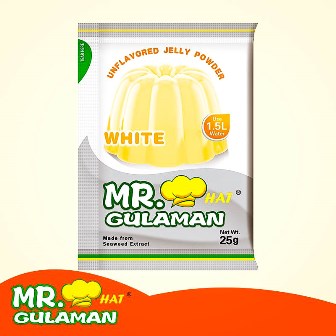 UNFLAVORED JELLY POWDER
WHITE
Use
1.5L
Water
MR. HAT®
GULAMAN
Made from
Seaweed Extract
Net Wt.
25g
MR. HAT®
GULAMAN